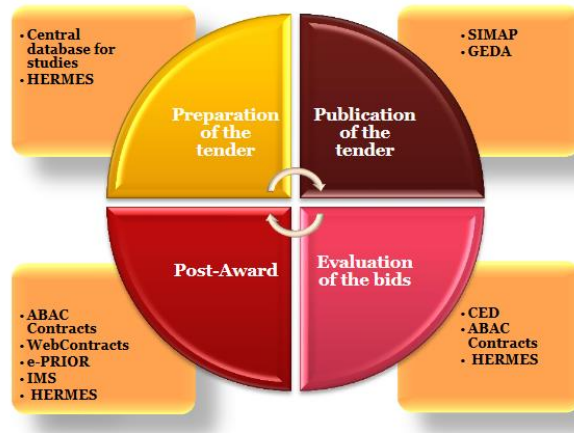 • Central
database for
studies
• HERMES
• SIMAP
• GEDA
Preparation
of the
tender
Publication
of the
tender
Post-Award
Evaluation
of the bids
• ABAC
Contracts
• WebContracts
• e-PRIOR
• IMS
• HERMES
• CED
• ABAC
Contracts
• HERMES